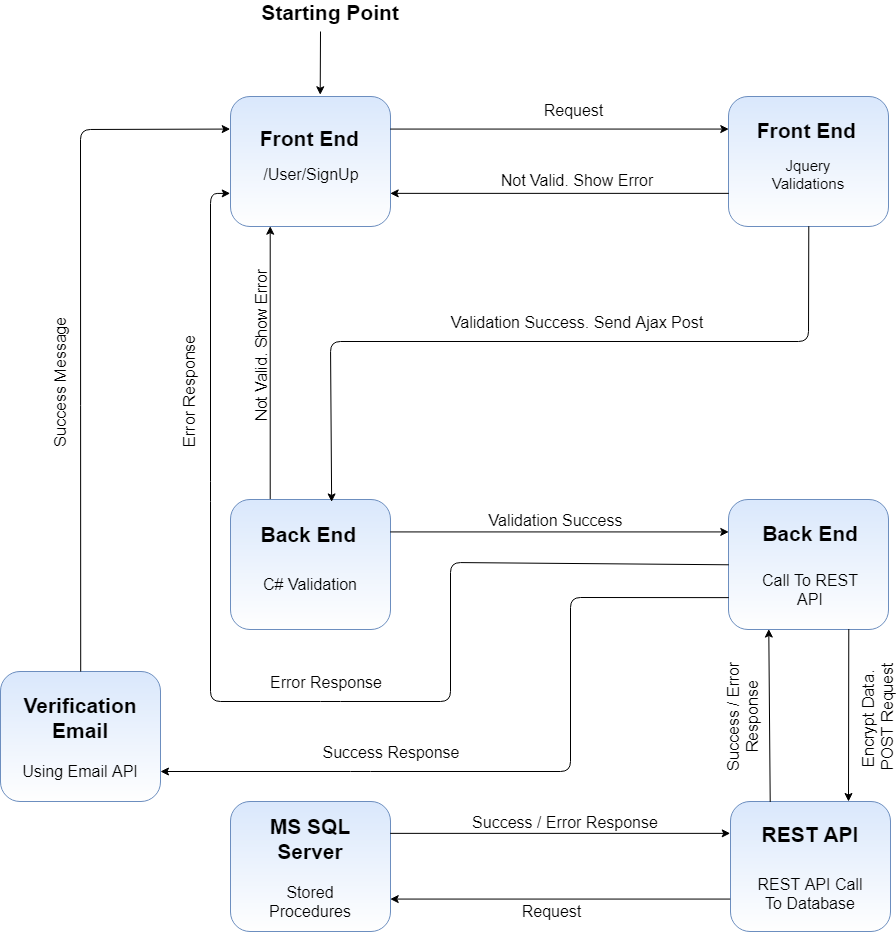 Starting Point
Front End
/User/SignUp
Request
Front End
Jquery
Validations
Not Valid. Show Error
Success Message
Error Response
Not Valid. Show Error
Validation Success. Send Ajax Post
Back End
C# Validation
Validation Success
Back End
Call To REST
API
Error Response
Success / Error
Response
Encrypt Data.
POST Request
Verification
Email
Using Email API
Success Response
MS SQL
Server
Stored
Procedures
Success / Error Response
Request
REST API
REST API Call
To Database